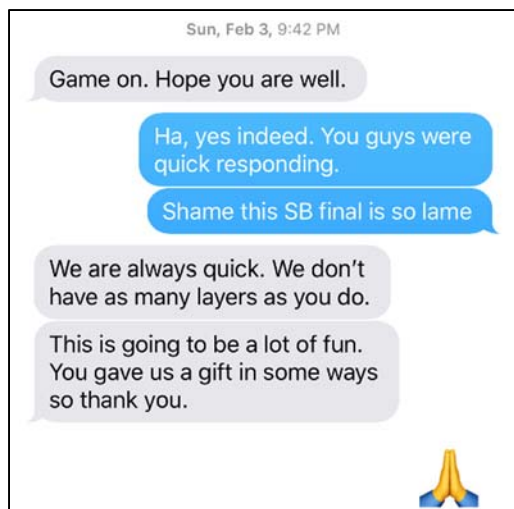 Sun, Feb 3, 9:42 PM
Game on. Hope you are well.
Ha, yes indeed. You guys were
quick responding.
Shame this SB final is so lame
We are always quick. We don’t
have as many layers as you do.
This is going to be a lot of fun.
You gave us a gift in some ways
so thank you.